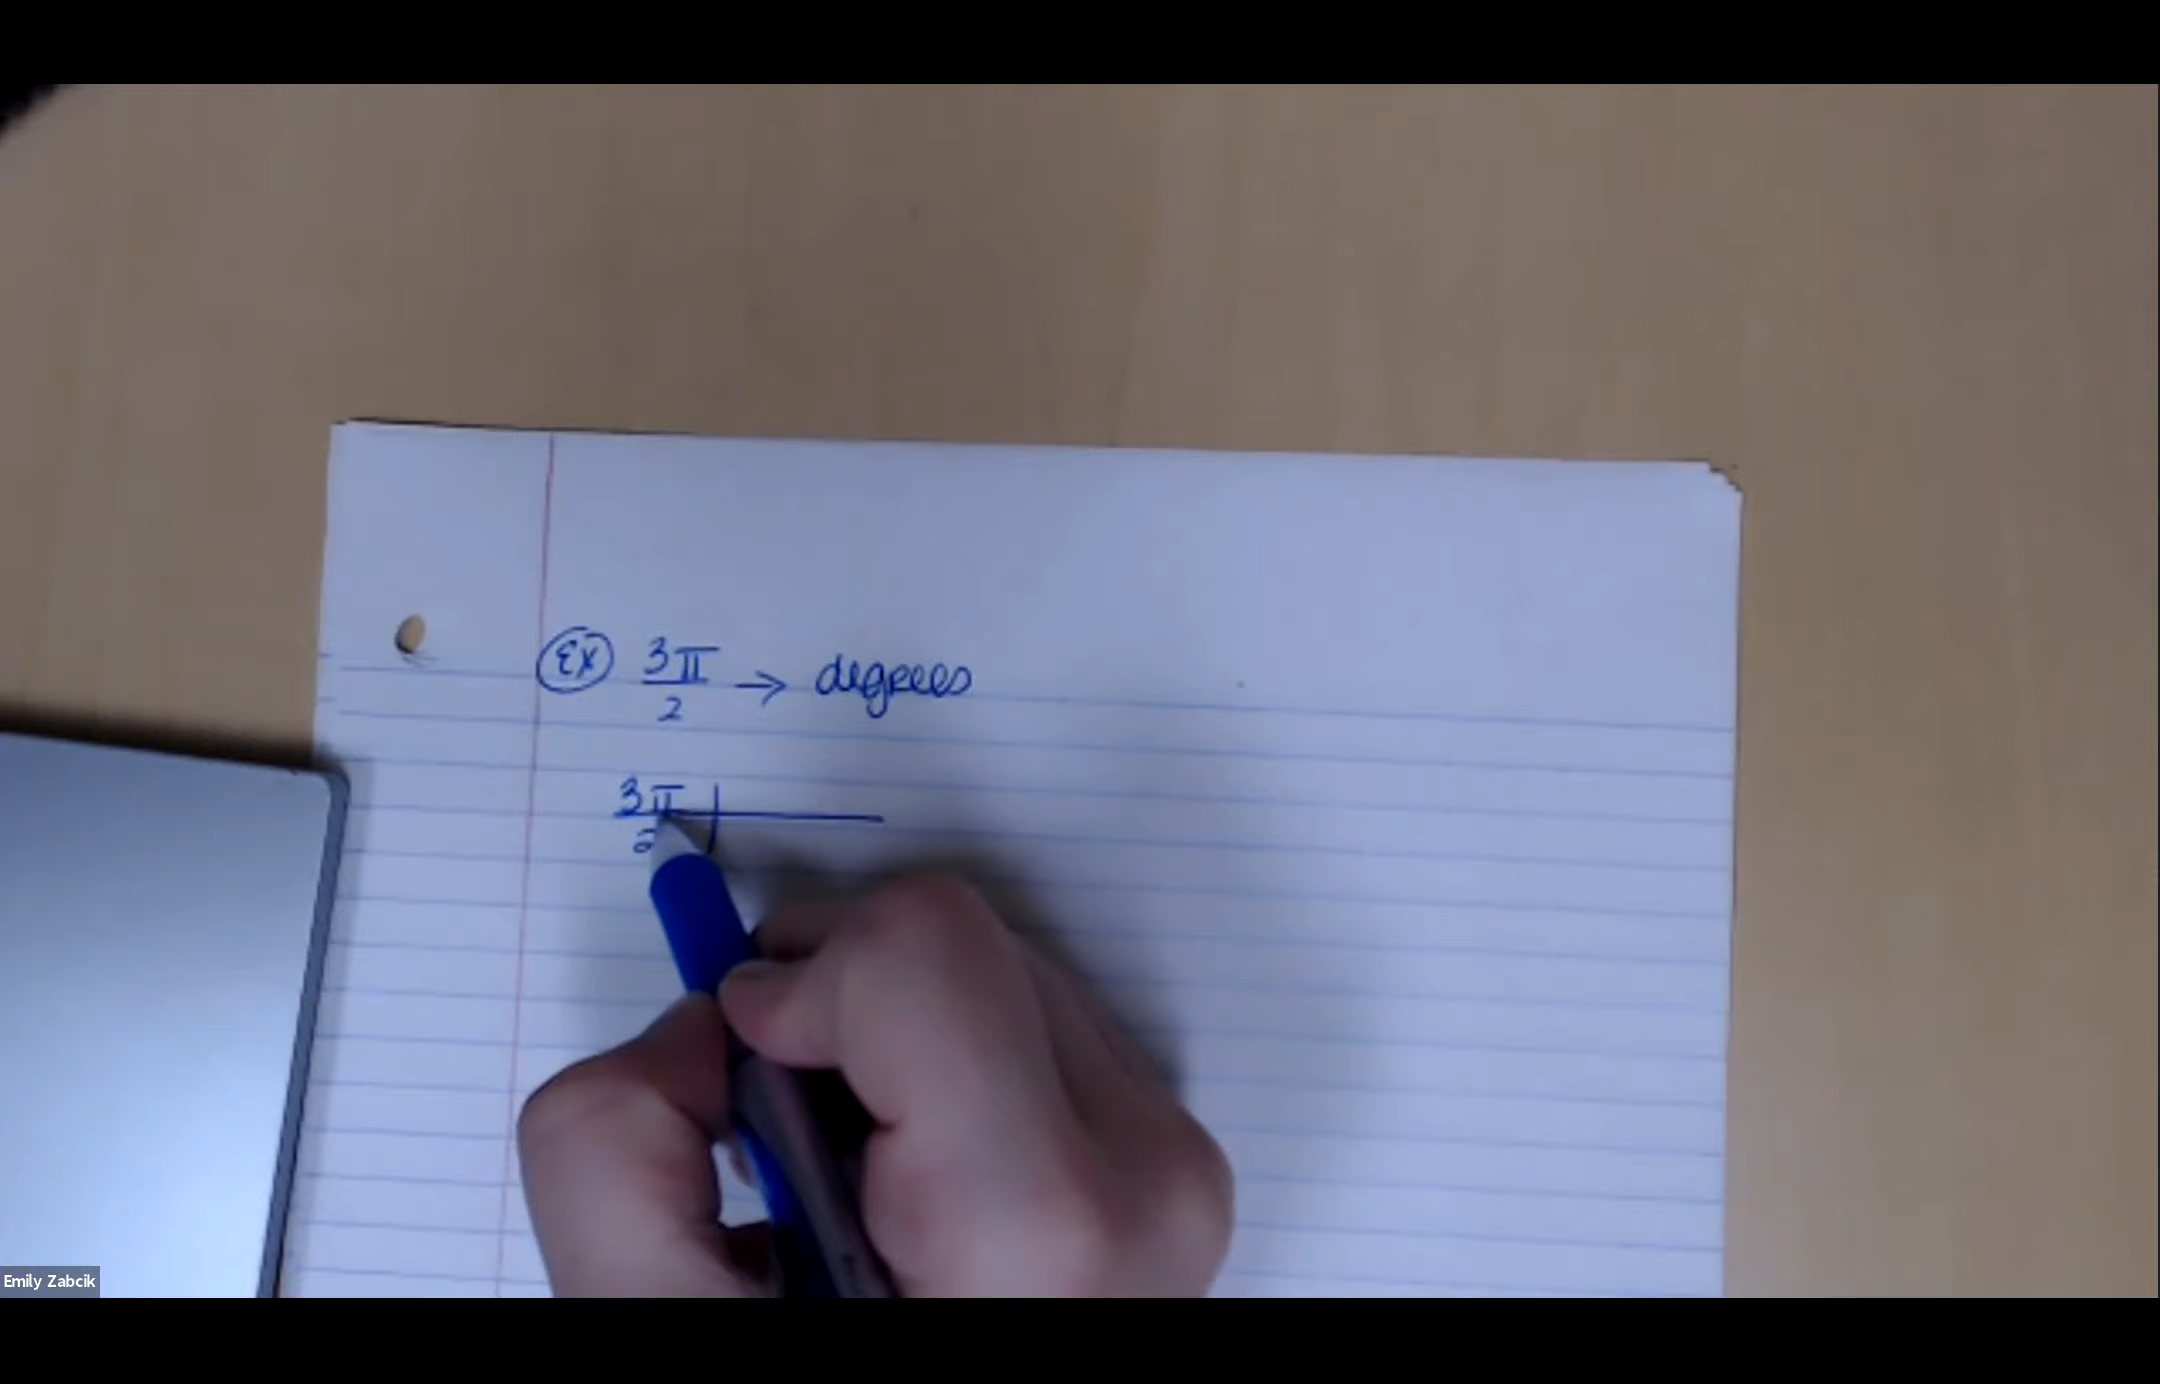 EX 3π/2 → degrees
3π/2
Emily Zabcik